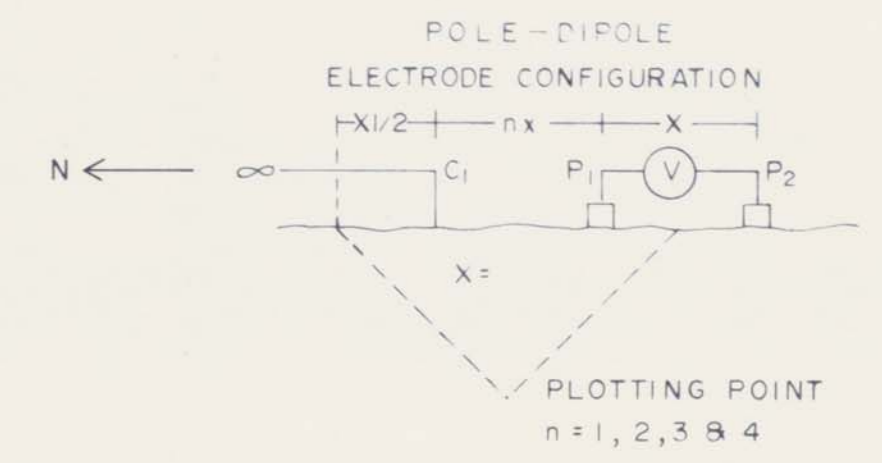 POLE-DIPOLE
ELECTRODE CONFIGURATION
X1/2 nx X
N ∞ C1 P1 V P2
X =
PLOTTING POINT
n = 1, 2, 3 & 4